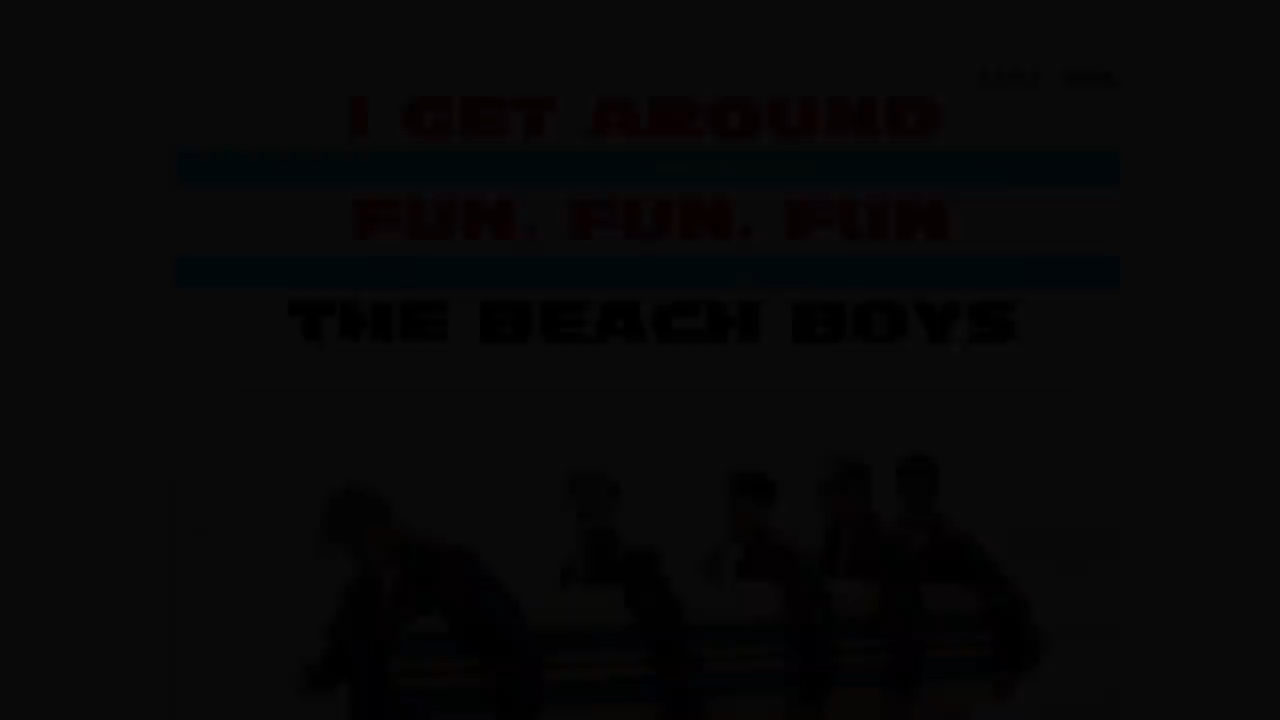 I GET AROUND
FUN, FUN, FUN
THE BEACH BOYS